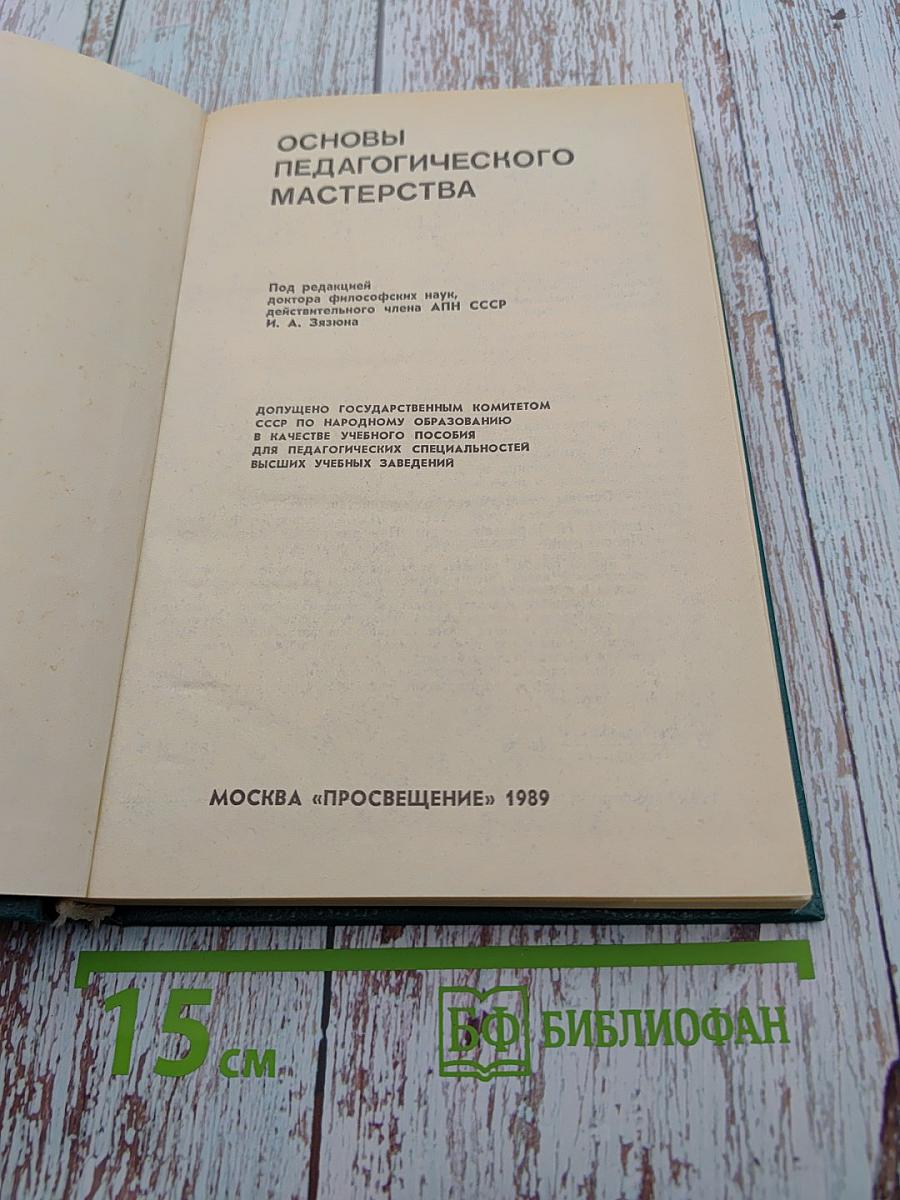 ОСНОВЫ
ПЕДАГОГИЧЕСКОГО
МАСТЕРСТВА
Под редакцией
доктора философских наук,
действительного члена АПН СССР
И. А. Зязюна
ДОПУЩЕНО ГОСУДАРСТВЕННЫМ КОМИТЕТОМ
СССР ПО НАРОДНОМУ ОБРАЗОВАНИЮ
В КАЧЕСТВЕ УЧЕБНОГО ПОСОБИЯ
ДЛЯ ПЕДАГОГИЧЕСКИХ СПЕЦИАЛЬНОСТЕЙ
ВЫСШИХ УЧЕБНЫХ ЗАВЕДЕНИЙ
МОСКВА «ПРОСВЕЩЕНИЕ» 1989
15 см БФ БИБЛИОФАН